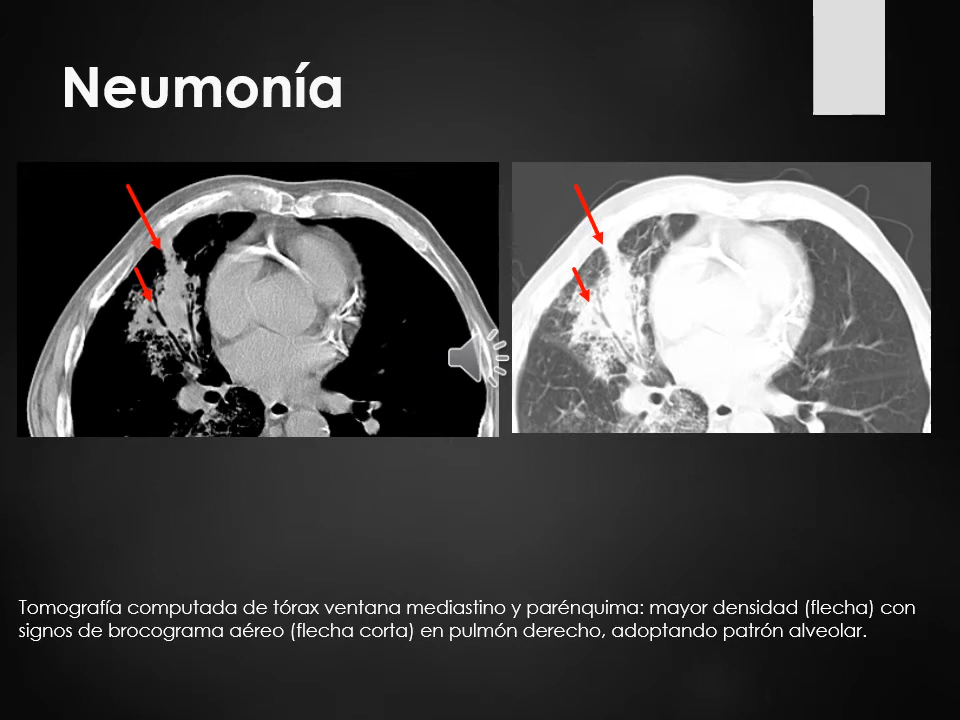 Neumonía
Tomografía computada de tórax ventana mediastino y parénquima: mayor densidad (flecha) con
signos de brocograma aéreo (flecha corta) en pulmón derecho, adoptando patrón alveolar.